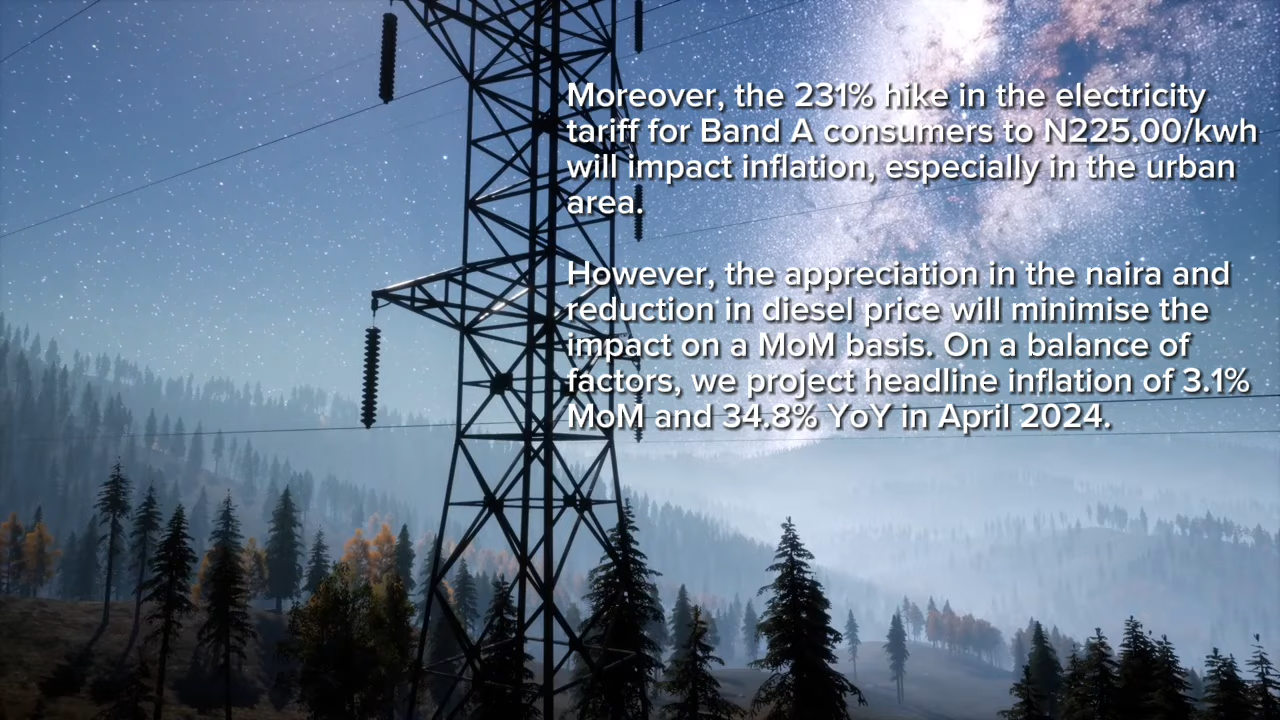 Moreover, the 231% hike in the electricity
tariff for Band A consumers to N225.00/kwh
will impact inflation, especially in the urban
area.
However, the appreciation in the naira and
reduction in diesel price will minimise the
impact on a MoM basis. On a balance of
factors, we project headline inflation of 3.1%
MoM and 34.8% YoY in April 2024.